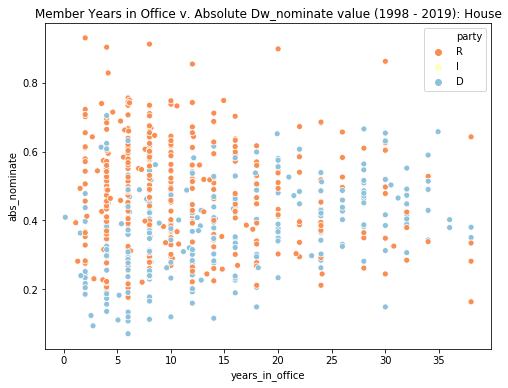 Member Years in Office v. Absolute Dw_nominate value (1998 - 2019): House
party
R
I
D
abs_nominate
0.8
0.6
0.4
0.2
0 5 10 15 20 25 30 35
years_in_office